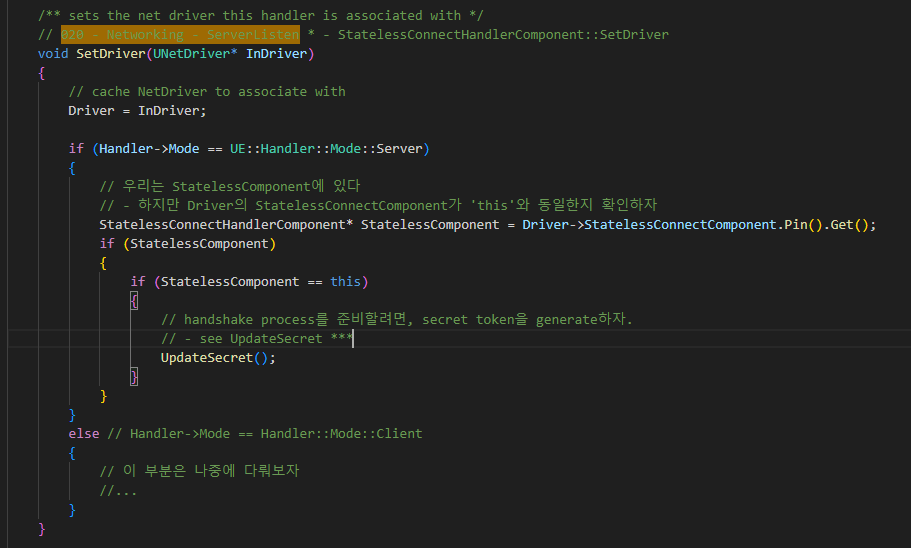 /** sets the net driver this handler is associated with */
// 020 - Networking - ServerListen * - StatelessConnectHandlerComponent::SetDriver
void SetDriver(UNetDriver* InDriver)
{
// cache NetDriver to associate with
Driver = InDriver;
if (Handler->Mode == UE::Handler::Mode::Server)
{
// 우리는 StatelessComponent에 있다
// - 하지만 Driver의 StatelessConnectComponent가 'this'와 동일한지 확인하자
StatelessConnectHandlerComponent* StatelessComponent = Driver->StatelessConnectComponent.Pin().Get();
if (StatelessComponent)
{
if (StatelessComponent == this)
{
// handshake process를 준비할려면, secret token을 generate하자.
// - see UpdateSecret ***
UpdateSecret();
}
}
}
else // Handler->Mode == Handler::Mode::Client
{
// 이 부분은 나중에 다뤄보자
//...
}
}